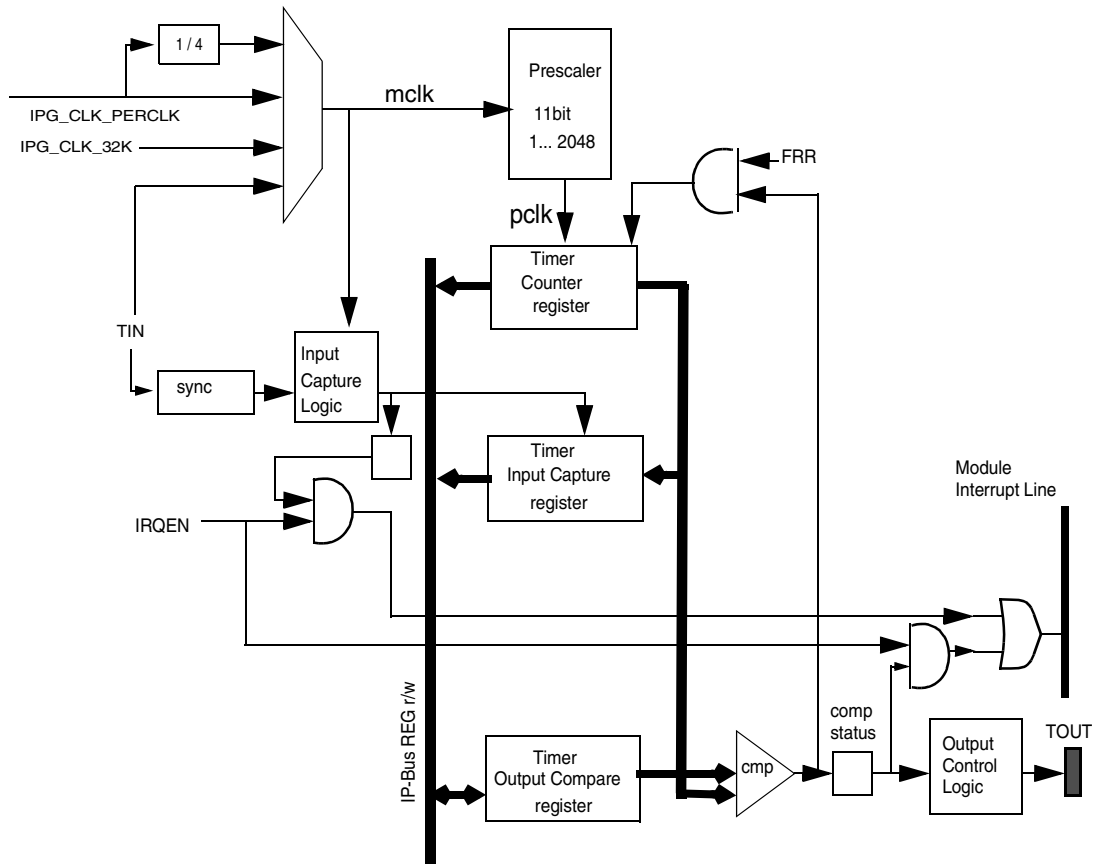 1 / 4
IPG_CLK_PERCLK
IPG_CLK_32K
mclk
Prescaler
11bit
1... 2048
FRR
pclk
Timer
Counter
register
TIN
sync
Input
Capture
Logic
Timer
Input Capture
register
IRQEN
Module
Interrupt Line
IP-Bus REG r/w
Timer
Output Compare
register
cmp
comp
status
Output
Control
Logic
TOUT